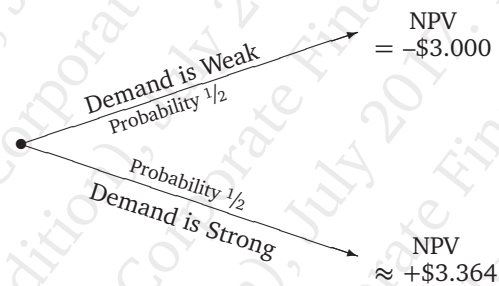 NPV
= –$3.000
Demand is Weak
Probability 1/2
Probability 1/2
Demand is Strong
NPV
≈ +$3.364